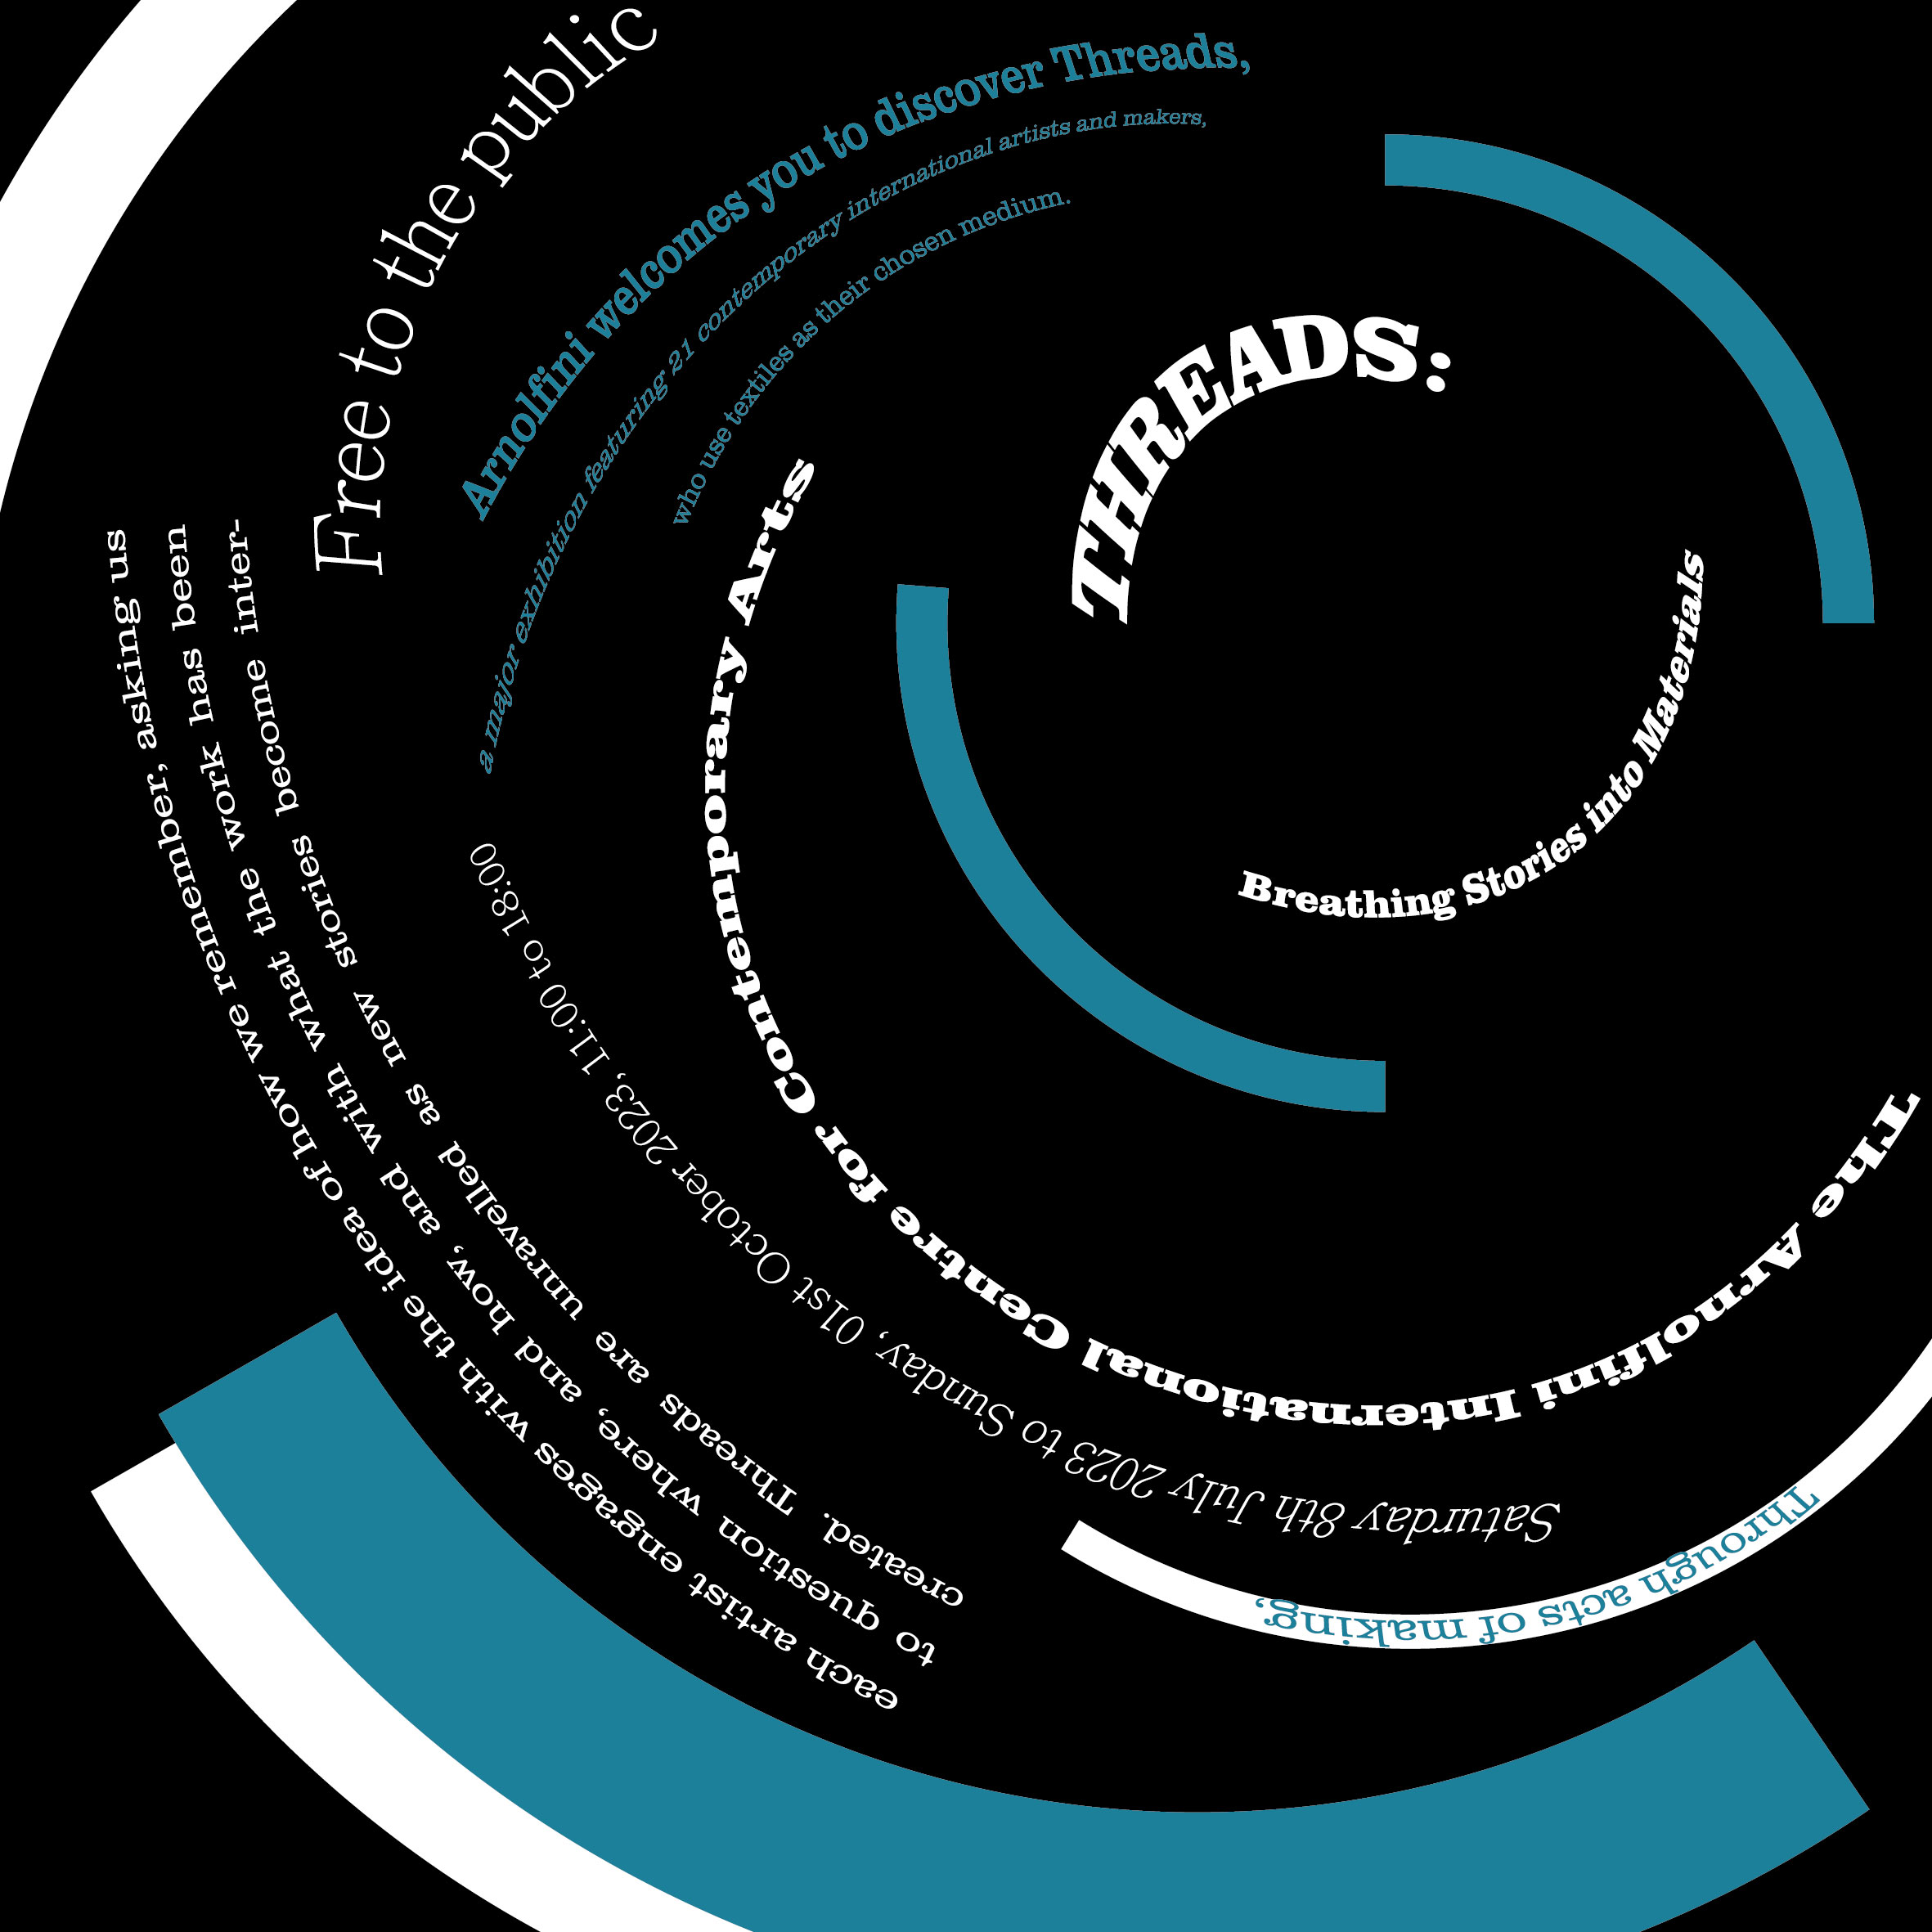 THREADS:
Breathing Stories into Materials
The Arnolfini International Centre for Contemporary Arts
Saturday 8th July 2023 to Sunday, 01st October 2023, 11:00 to 18:00
Free to the public
Arnolfini welcomes you to discover Threads,
a major exhibition featuring 21 contemporary international artists and makers,
who use textiles as their chosen medium.
Through acts of making,
each artist engages with the idea of how we remember, asking us
to question where, and how, and with what the work has been
created. Threads are unravelled as new stories become inter-